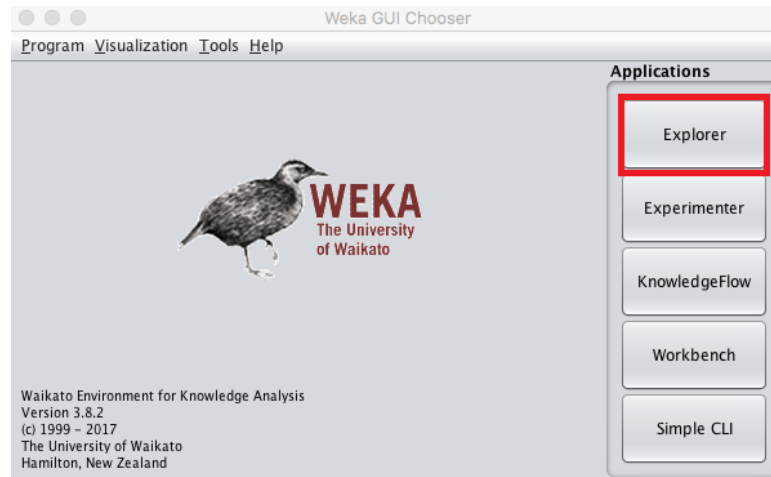 Weka GUI Chooser
Program Visualization Tools Help
Applications
Explorer
Experimenter
KnowledgeFlow
Workbench
Simple CLI
WEKA
The University
of Waikato
Waikato Environment for Knowledge Analysis
Version 3.8.2
(c) 1999 – 2017
The University of Waikato
Hamilton, New Zealand